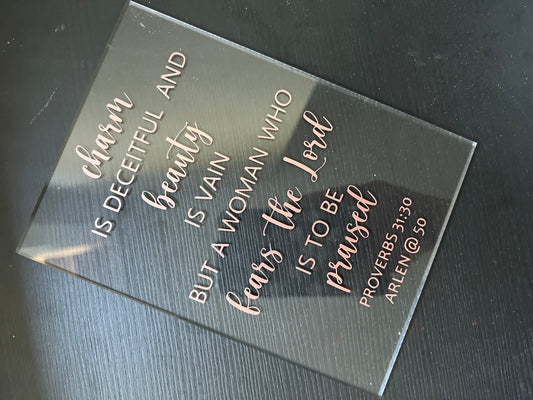 charm
IS DECEITFUL AND
beauty
IS VAIN
BUT A WOMAN WHO
fears the Lord
IS TO BE
praised
PROVERBS 31:30
ARLEN @ 50